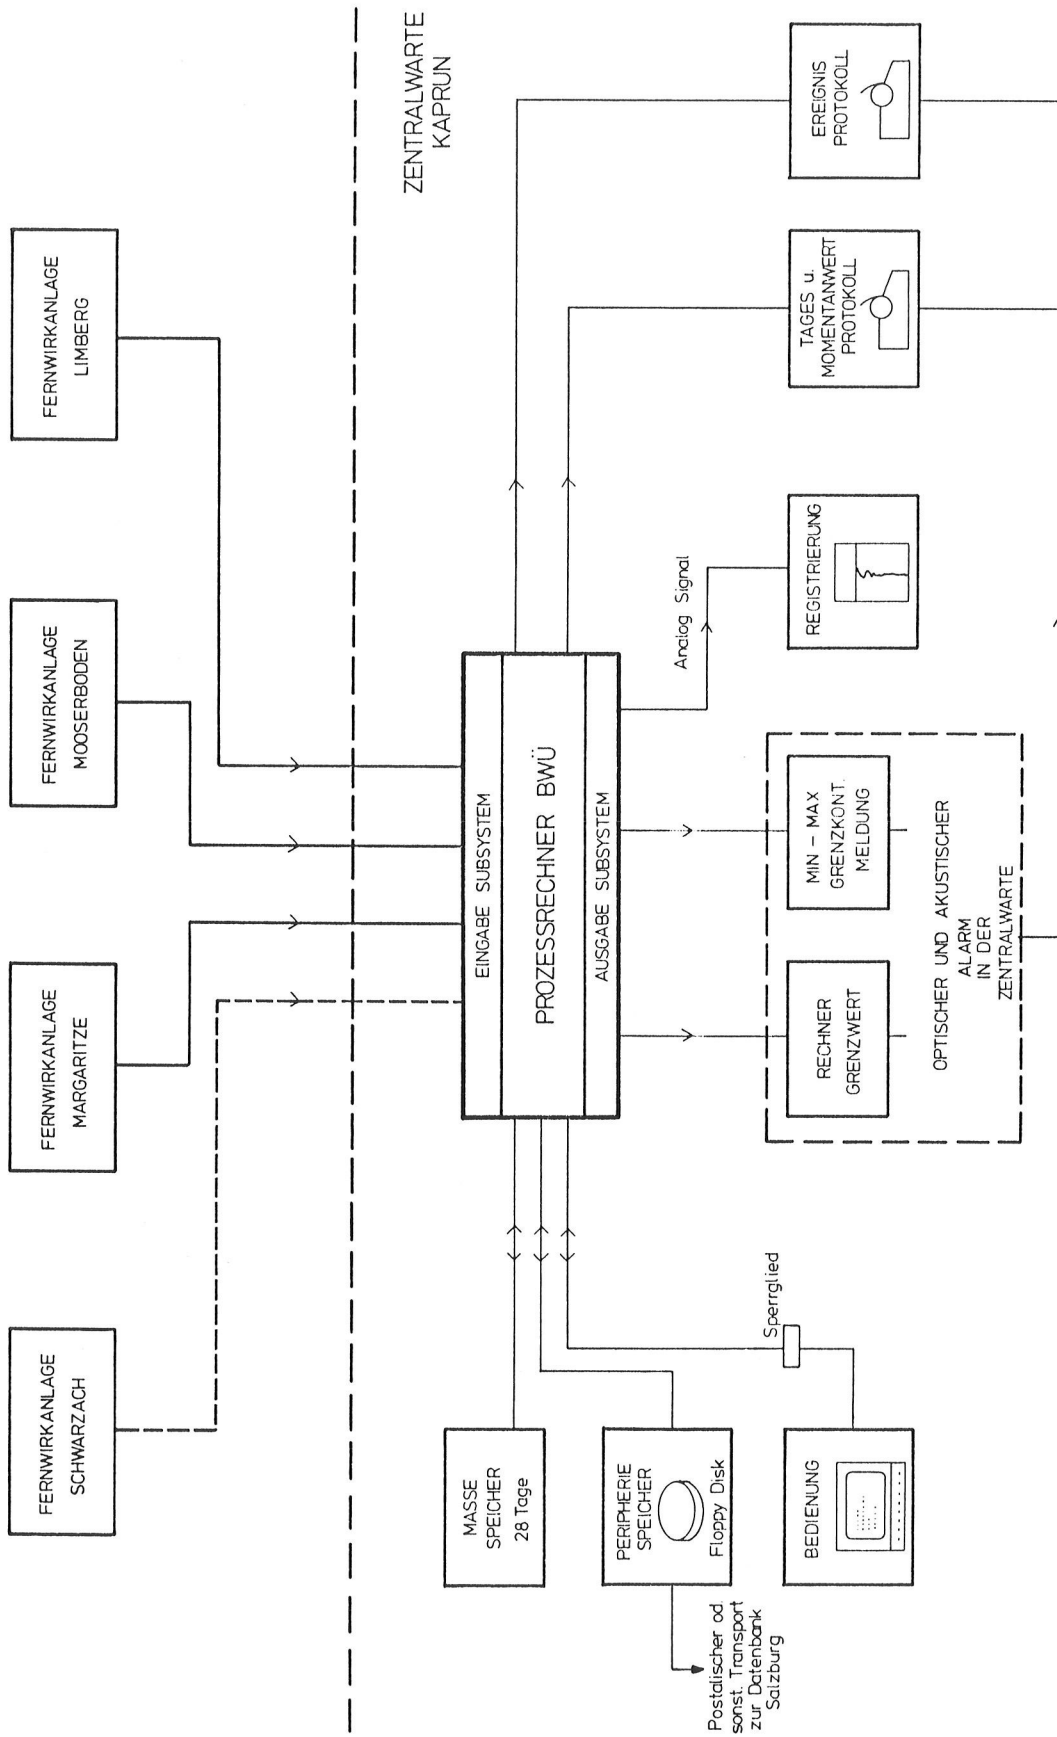 FERNWIRKANLAGE
SCHWARZACH
FERNWIRKANLAGE
MARGARITZE
FERNWIRKANLAGE
MOOSERBODEN
FERNWIRKANLAGE
LIMBERG
ZENTRALWARTE
KAPRUN
MASSE
SPEICHER
28 Tage
PERIPHERIE
SPEICHER
Floppy Disk
Postalischer od.
sonst. Transport
zur Datenbank
Salzburg
BEDIENUNG
Sperrglied
EINGABE SUBSYSTEM
PROZESSRECHNER BWÜ
AUSGABE SUBSYSTEM
RECHNER
GRENZWERT
MIN - MAX
GRENZKONT.
MELDUNG
OPTISCHER UND AKUSTISCHER
ALARM
IN DER
ZENTRALWARTE
Analog Signal
REGISTRIERUNG
TAGES u.
MOMENTANWERT
PROTOKOLL
EREIGNIS
PROTOKOLL